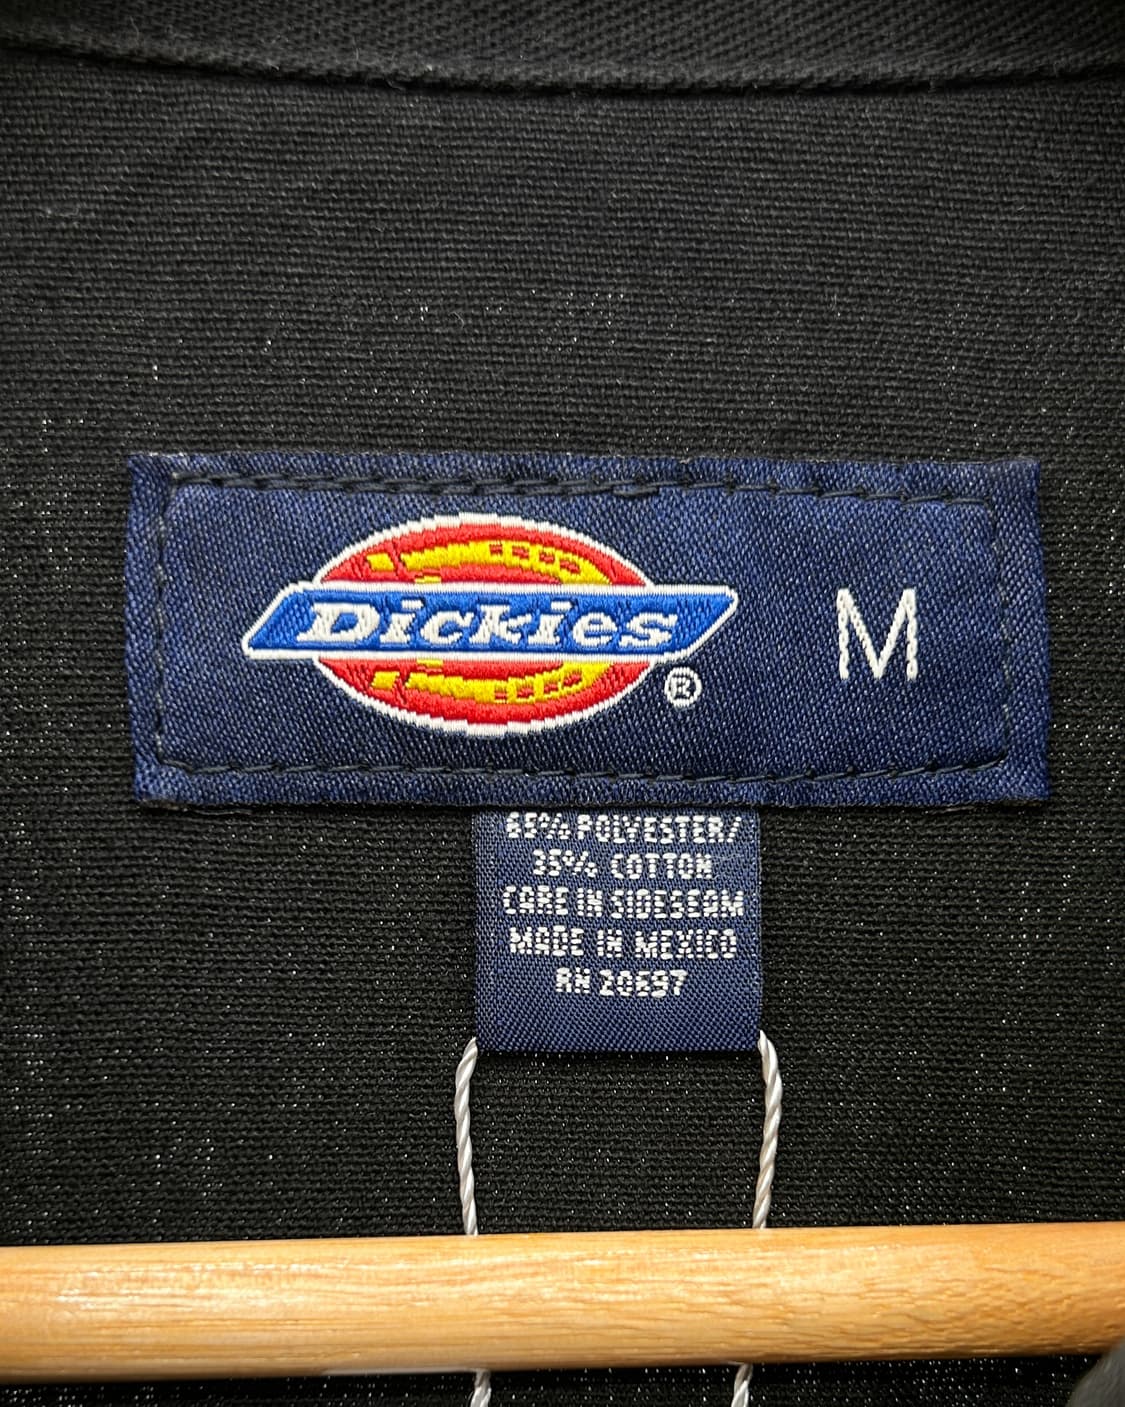 Dickies ® M
65% POLYESTER/
35% COTTON
CARE IN SIDESEAM
MADE IN MEXICO
RN 20697